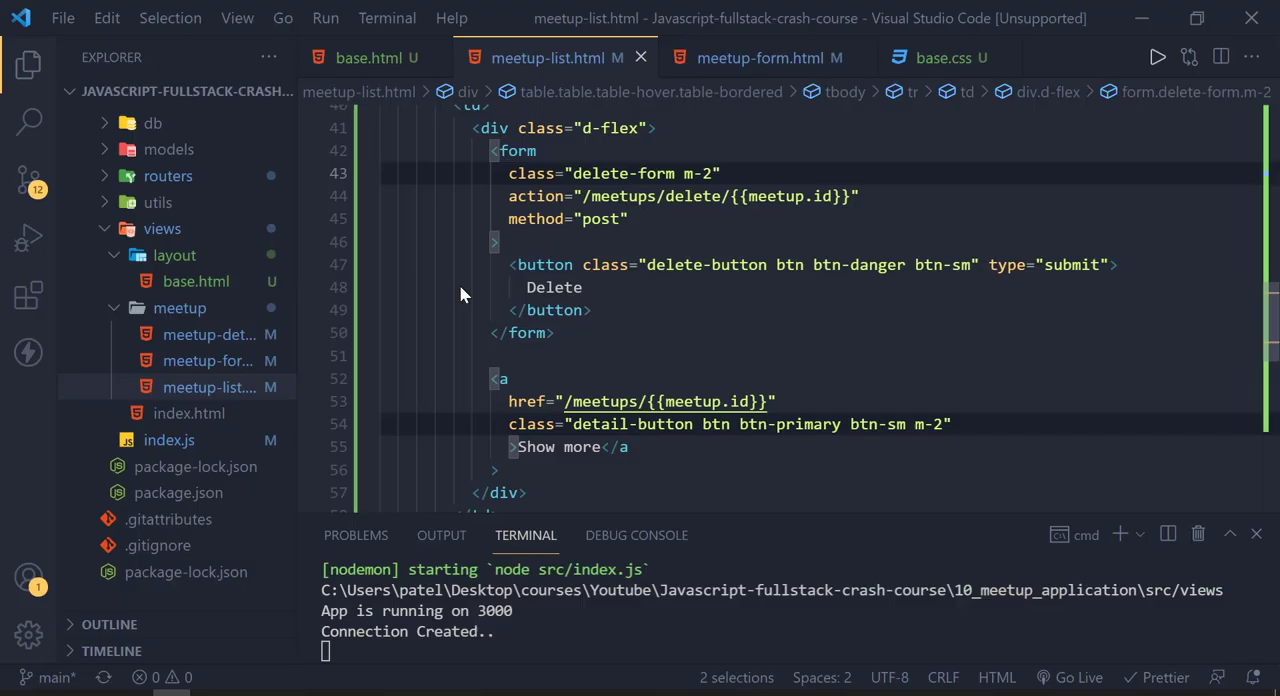 File Edit Selection View Go Run Terminal Help meetup-list.html - Javascript-fullstack-crash-course - Visual Studio Code [Unsupported]
EXPLORER ...
base.html U
meetup-list.html M
meetup-form.html M
base.css U
JAVASCRIPT-FULLSTACK-CRASH...
meetup-list.html > div > table.table.table-hover.table-bordered > tbody > tr > td > div.d-flex > form.delete-form.m-2
db
models
routers
utils
views
layout
base.html U
meetup
meetup-det... M
meetup-for... M
meetup-list.... M
index.html
index.js M
package-lock.json
package.json
.gitattributes
.gitignore
package-lock.json
OUTLINE
TIMELINE
12
1
41 <div class="d-flex">
42 <form
43 class="delete-form m-2"
44 action="/meetups/delete/{{meetup.id}}"
45 method="post"
46 >
47 <button class="delete-button btn btn-danger btn-sm" type="submit">
48 Delete
49 </button>
50 </form>
51
52 <a
53 href="/meetups/{{meetup.id}}"
54 class="detail-button btn btn-primary btn-sm m-2"
55 >Show more</a
56 >
57 </div>
PROBLEMS OUTPUT TERMINAL DEBUG CONSOLE cmd
[nodemon] starting `node src/index.js`
C:\Users\patel\Desktop\courses\Youtube\Javascript-fullstack-crash-course\10_meetup_application\src/views
App is running on 3000
Connection Created..
main* 0 0 2 selections Spaces: 2 UTF-8 CRLF HTML Go Live Prettier